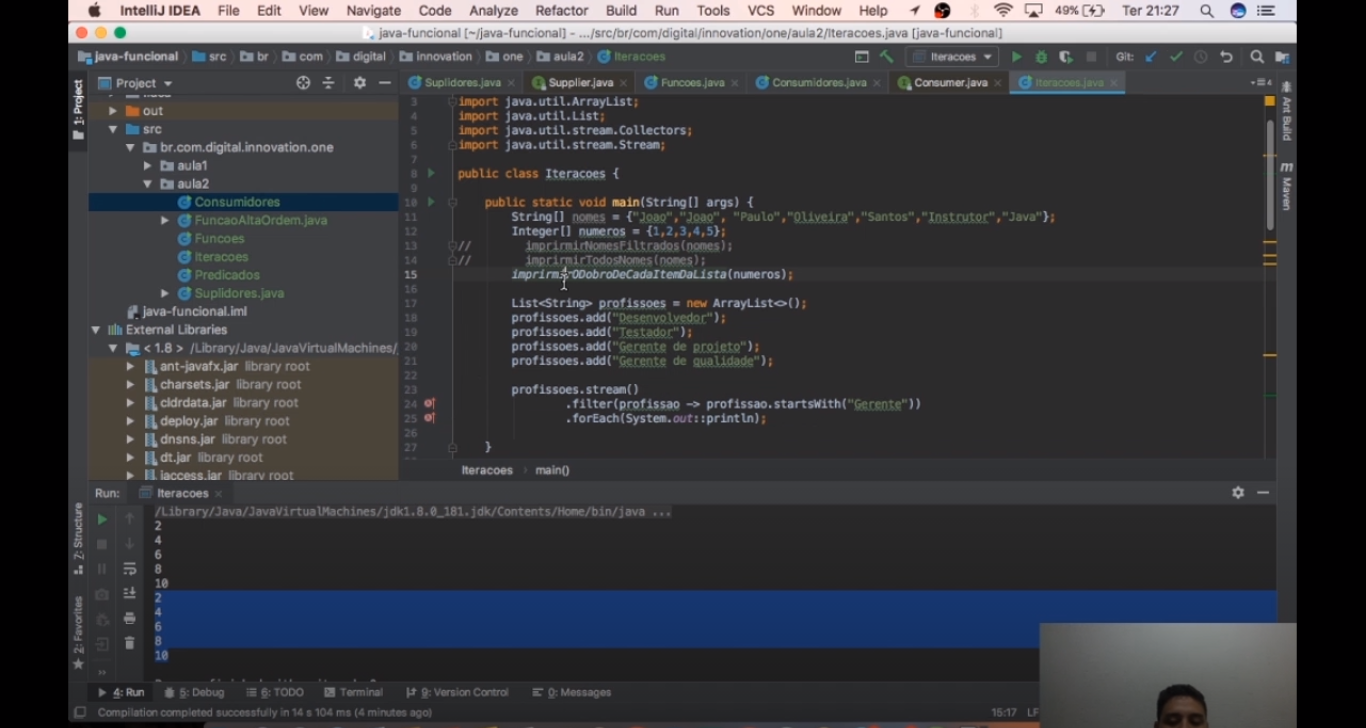 IntelliJ IDEA File Edit View Navigate Code Analyze Refactor Build Run Tools VCS Window Help 49% Ter 21:27
java-funcional [~/java-funcional] - .../src/br/com/digital/innovation/one/aula2/Iteracoes.java [java-funcional]
java-funcional src br com digital innovation one aula2 Iteracoes Iteracoes Git:
Project Suplidores.java Supplier.java Funcoes.java Consumidores.java Consumer.java Iteracoes.java
1: Project
out
src
br.com.digital.innovation.one
aula1
aula2
Consumidores
FuncaoAltaOrdem.java
Funcoes
Iteracoes
Predicados
Suplidores.java
java-funcional.iml
External Libraries
< 1.8 > /Library/Java/JavaVirtualMachines/
ant-javafx.jar library root
charsets.jar library root
cldrdata.jar library root
deploy.jar library root
dnsns.jar library root
dt.jar library root
jaccess.jar library root
3 import java.util.ArrayList;
4 import java.util.List;
5 import java.util.stream.Collectors;
6 import java.util.stream.Stream;
7
8 public class Iteracoes {
9
10 public static void main(String[] args) {
11 String[] nomes = {"Joao","Joao", "Paulo","Oliveira","Santos","Instrutor","Java"};
12 Integer[] numeros = {1,2,3,4,5};
13 // imprirmirNomesFiltrados(nomes);
14 // imprirmirTodosNomes(nomes);
15 imprirmirODobroDeCadaItemDaLista(numeros);
16
17 List<String> profissoes = new ArrayList<>();
18 profissoes.add("Desenvolvedor");
19 profissoes.add("Testador");
20 profissoes.add("Gerente de projeto");
21 profissoes.add("Gerente de qualidade");
22
23 profissoes.stream()
24 .filter(profissao -> profissao.startsWith("Gerente"))
25 .forEach(System.out::println);
26
27 }
Iteracoes main()
Ant Build
Maven
Run: Iteracoes
/Library/Java/JavaVirtualMachines/jdk1.8.0_181.jdk/Contents/Home/bin/java ...
2
4
6
8
10
2
4
6
8
10
7: Structure
2: Favorites
4: Run 5: Debug 6: TODO Terminal 9: Version Control 0: Messages
Compilation completed successfully in 14 s 104 ms (4 minutes ago) 15:17 LF